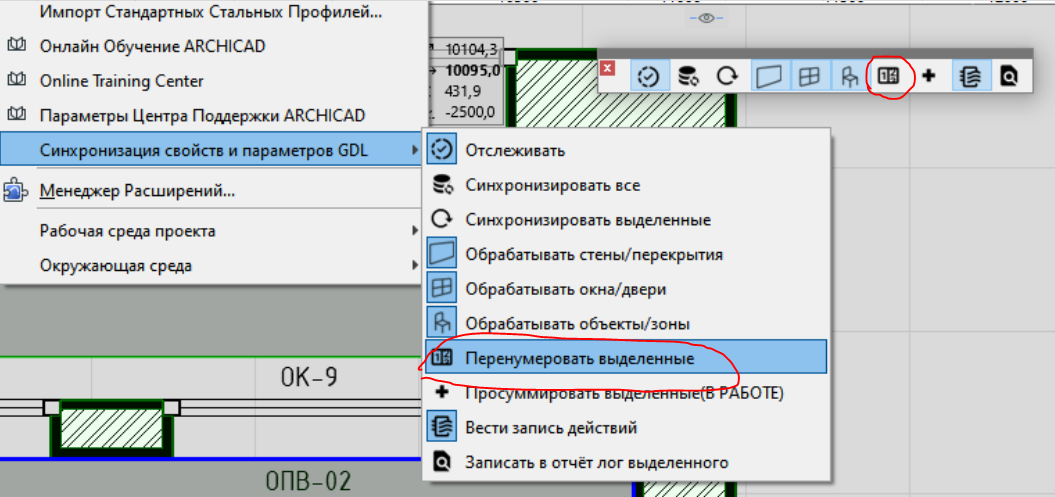 Импорт Стандартных Стальных Профилей...
Онлайн Обучение ARCHICAD
Online Training Center
Параметры Центра Поддержки ARCHICAD
Синхронизация свойств и параметров GDL
Менеджер Расширений...
Рабочая среда проекта
Окружающая среда
10104,3
10095,0
431,9
-2500,0
Отслеживать
Синхронизировать все
Синхронизировать выделенные
Обрабатывать стены/перекрытия
Обрабатывать окна/двери
Обрабатывать объекты/зоны
Перенумеровать выделенные
Просуммировать выделенные(В РАБОТЕ)
Вести запись действий
Записать в отчёт лог выделенного
ОК-9
ОПВ-02